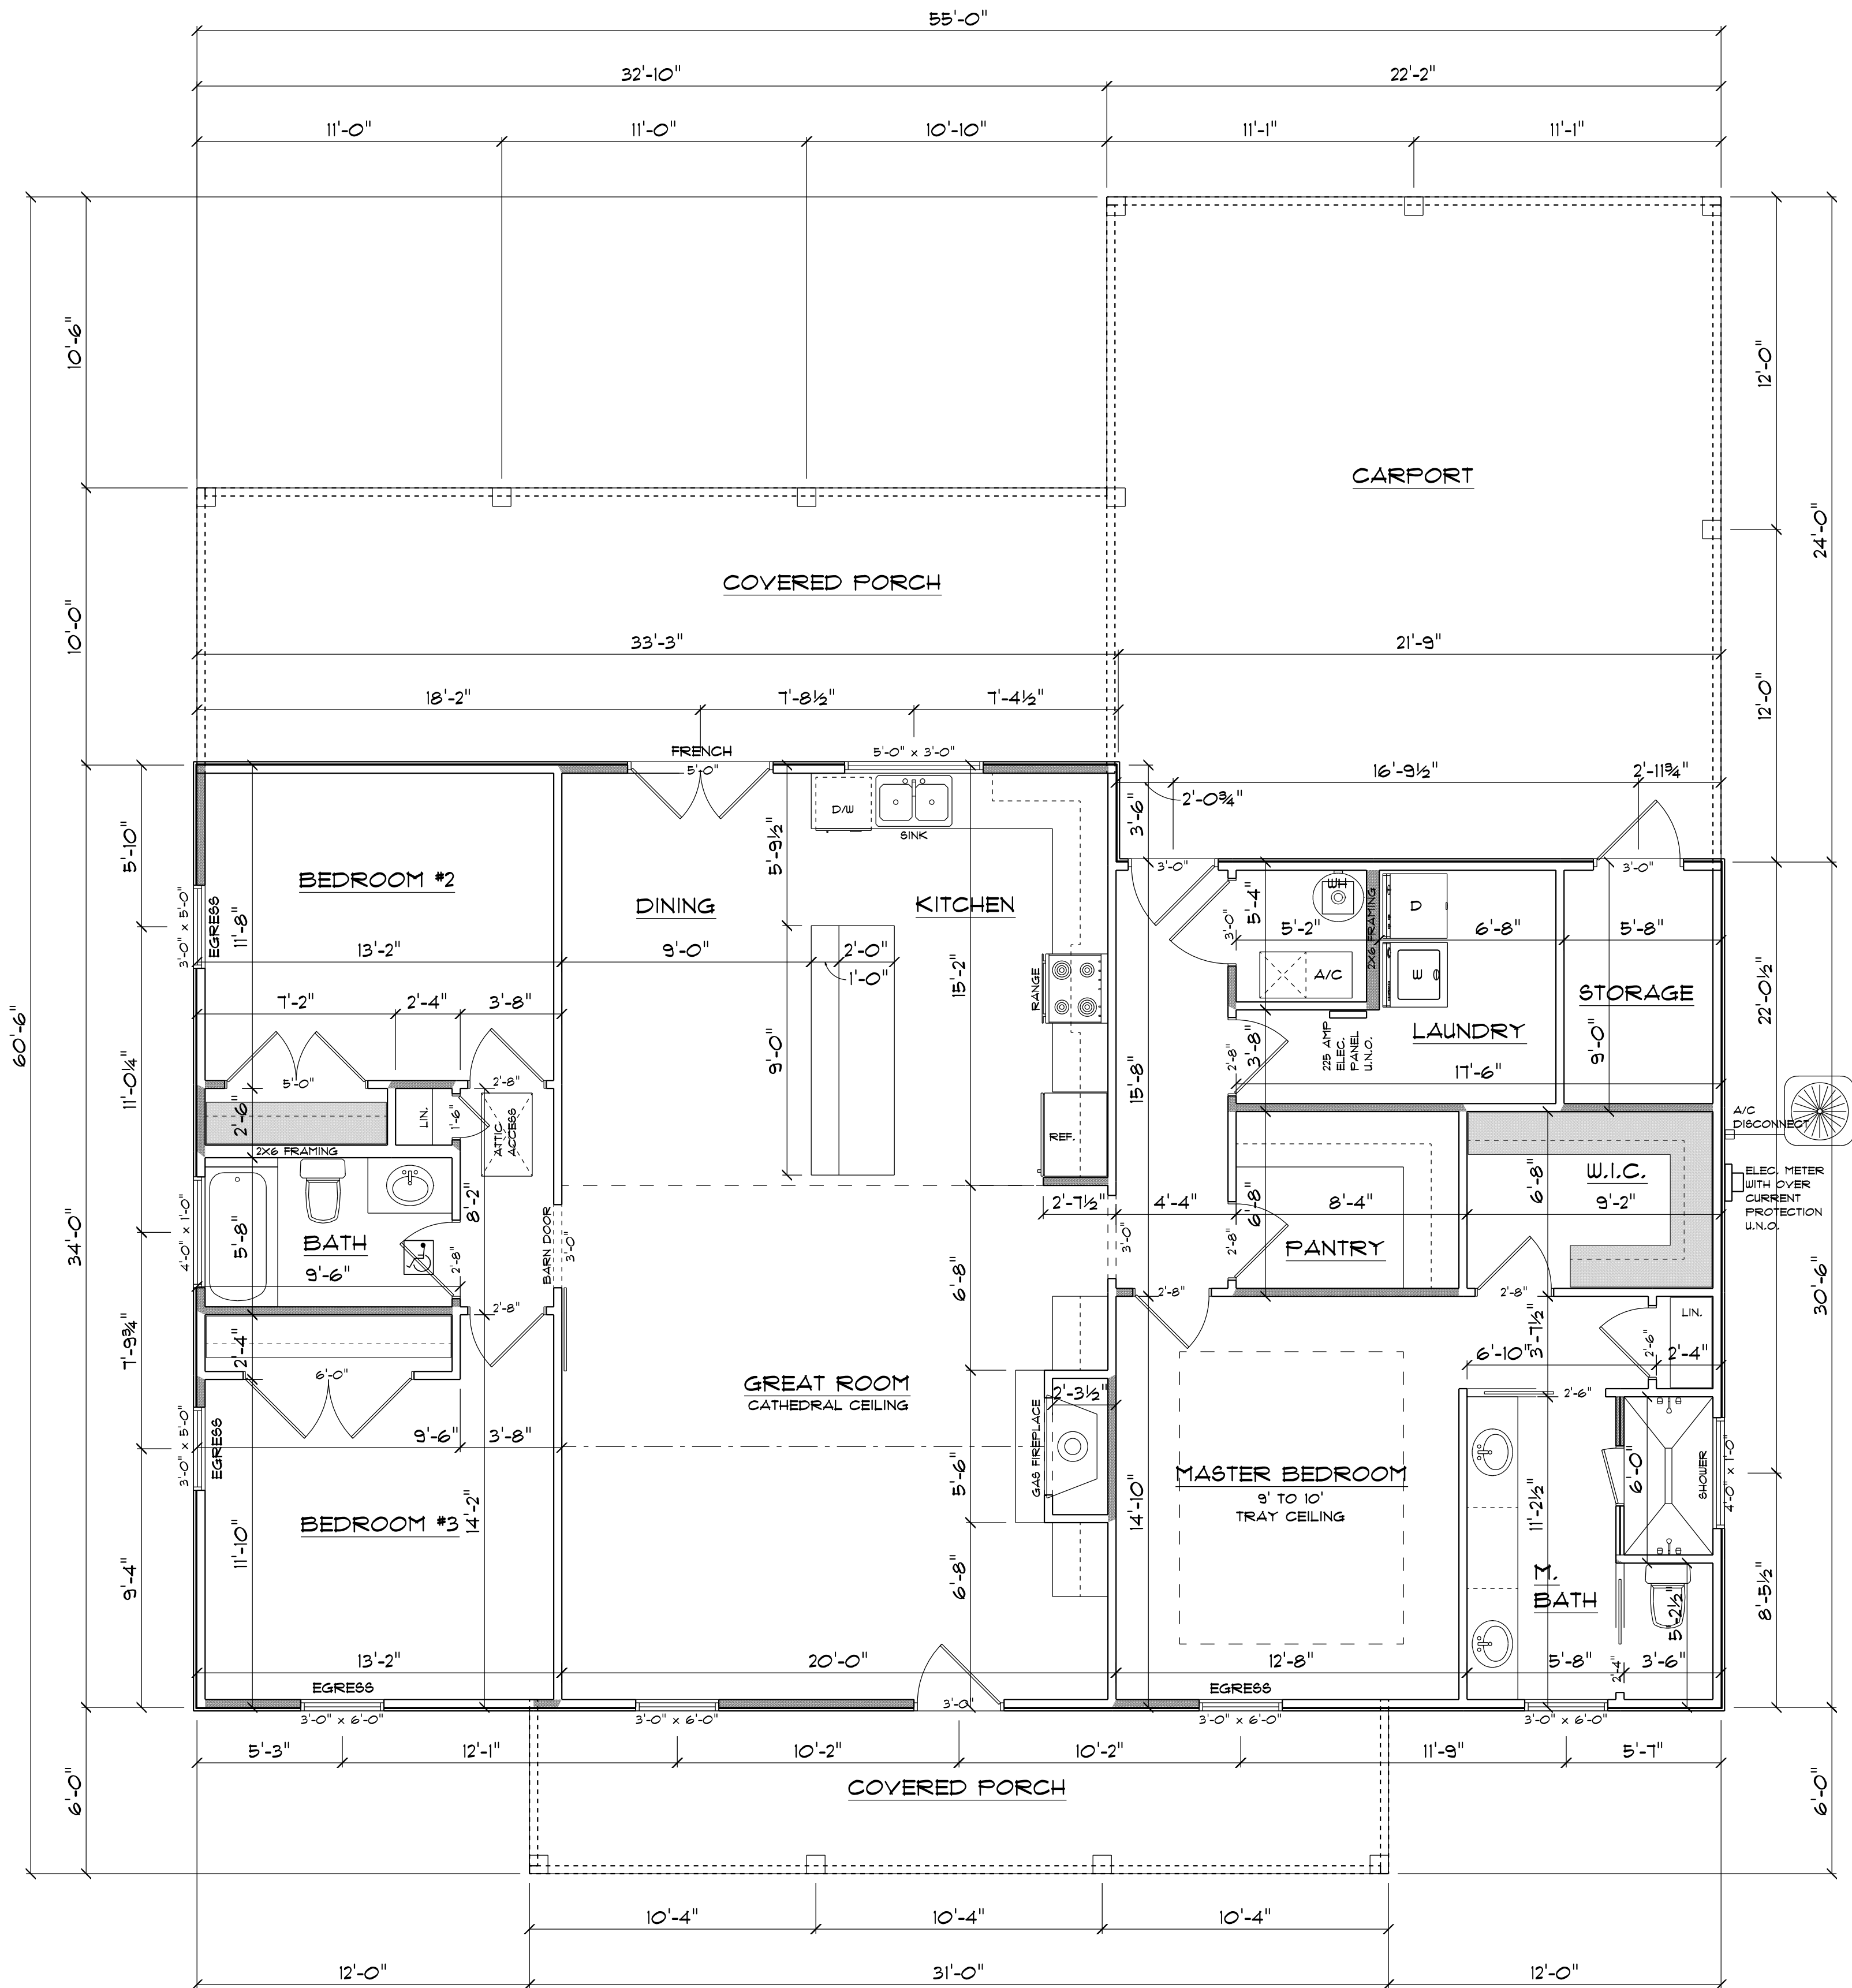 55'-0"
32'-10" 22'-2"
11'-0" 11'-0" 10'-10" 11'-1" 11'-1"
10'-6"
12'-0"
CARPORT
24'-0"
COVERED PORCH
10'-0"
33'-3" 21'-9"
12'-0"
18'-2" 7'-8½" 7'-4½"
FRENCH
5'-0"
5'-0" x 3'-0"
16'-9½" 2'-11¾"
2'-0¾"
3'-6"
D/W
SINK
5'-10"
5'-9½"
3'-0"
3'-0"
BEDROOM #2
DINING
KITCHEN
WH
D
5'-4"
2X6 FRAMING
3'-0" x 5'-0"
EGRESS
11'-8"
13'-2"
9'-0"
2'-0"
1'-0"
15'-2"
3'-0"
5'-2"
6'-8"
5'-8"
A/C
W
RANGE
STORAGE
22'-0½"
7'-2" 2'-4" 3'-8"
LAUNDRY
3'-8"
225 AMP
ELEC.
PANEL
U.N.O.
9'-0"
9'-0"
60'-6"
11'-0¼"
5'-0"
2'-8"
2'-8"
15'-8"
17'-6"
2'-6"
LIN.
1'-6"
ATTIC
ACCESS
REF.
A/C
DISCONNECT
2X6 FRAMING
W.I.C.
ELEC. METER
WITH OVER
CURRENT
PROTECTION
U.N.O.
34'-0"
4'-0" x 1'-0"
5'-8"
8'-2"
2'-7½"
4'-4"
6'-8"
8'-4"
6'-8"
9'-2"
BATH
9'-6"
2'-8"
BARN DOOR
3'-0"
3'-0"
2'-8"
PANTRY
6'-8"
2'-8"
2'-8"
2'-8"
LIN.
30'-6"
7'-9¾"
2'-4"
6'-0"
3'-7½"
6'-10"
2'-6"
2'-4"
GREAT ROOM
CATHEDRAL CEILING
2'-3½"
2'-6"
3'-0" x 5'-0"
EGRESS
9'-6" 3'-8"
GAS FIREPLACE
5'-6"
MASTER BEDROOM
9' TO 10'
TRAY CEILING
6'-0"
SHOWER
4'-0" x 1'-0"
BEDROOM #3
14'-2"
11'-10"
14'-10"
11'-2½"
9'-4"
6'-8"
M.
BATH
5'-2½"
8'-5½"
13'-2"
20'-0"
12'-8"
5'-8"
2'-4"
3'-6"
EGRESS
3'-0"
EGRESS
3'-0" x 6'-0" 3'-0" x 6'-0" 3'-0" x 6'-0" 3'-0" x 6'-0"
5'-3" 12'-1" 10'-2" 10'-2" 11'-9" 5'-7"
6'-0"
COVERED PORCH
6'-0"
10'-4" 10'-4" 10'-4"
12'-0" 31'-0" 12'-0"